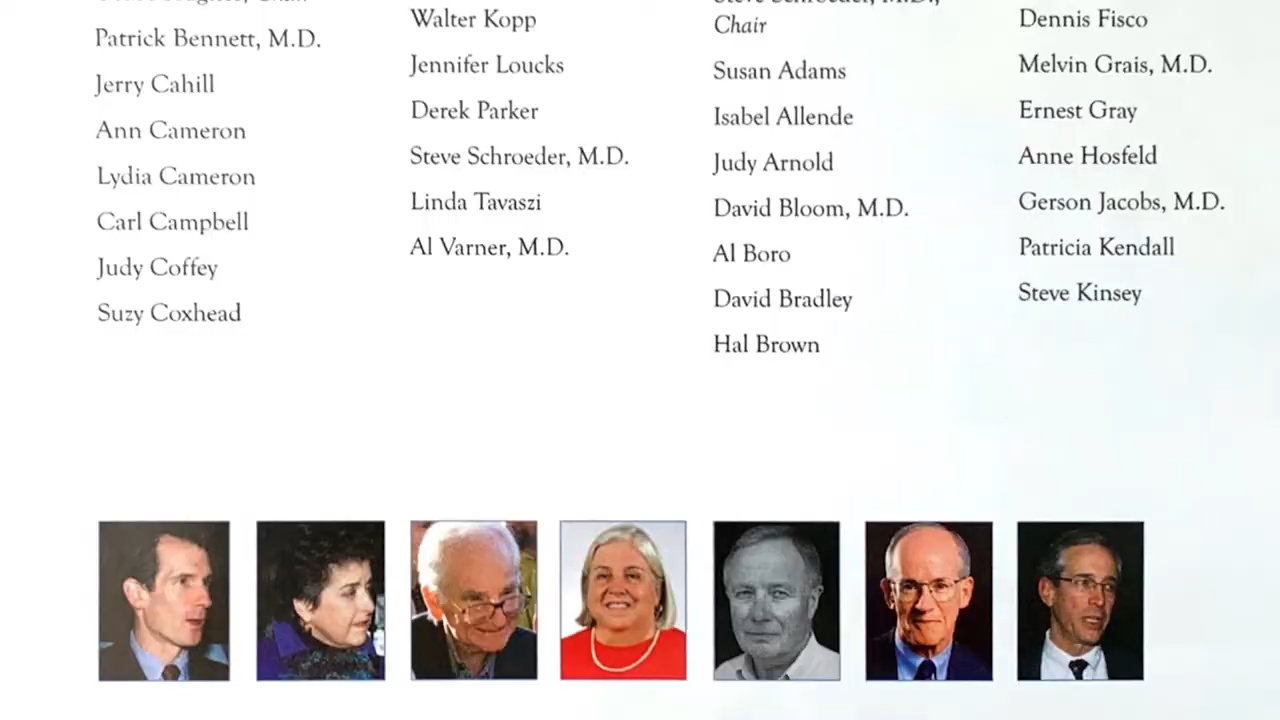 Patrick Bennett, M.D.
Jerry Cahill
Ann Cameron
Lydia Cameron
Carl Campbell
Judy Coffey
Suzy Coxhead
Walter Kopp
Jennifer Loucks
Derek Parker
Steve Schroeder, M.D.
Linda Tavaszi
Al Varner, M.D.
Steve Schroeder, M.D.,
Chair
Susan Adams
Isabel Allende
Judy Arnold
David Bloom, M.D.
Al Boro
David Bradley
Hal Brown
Dennis Fisco
Melvin Grais, M.D.
Ernest Gray
Anne Hosfeld
Gerson Jacobs, M.D.
Patricia Kendall
Steve Kinsey